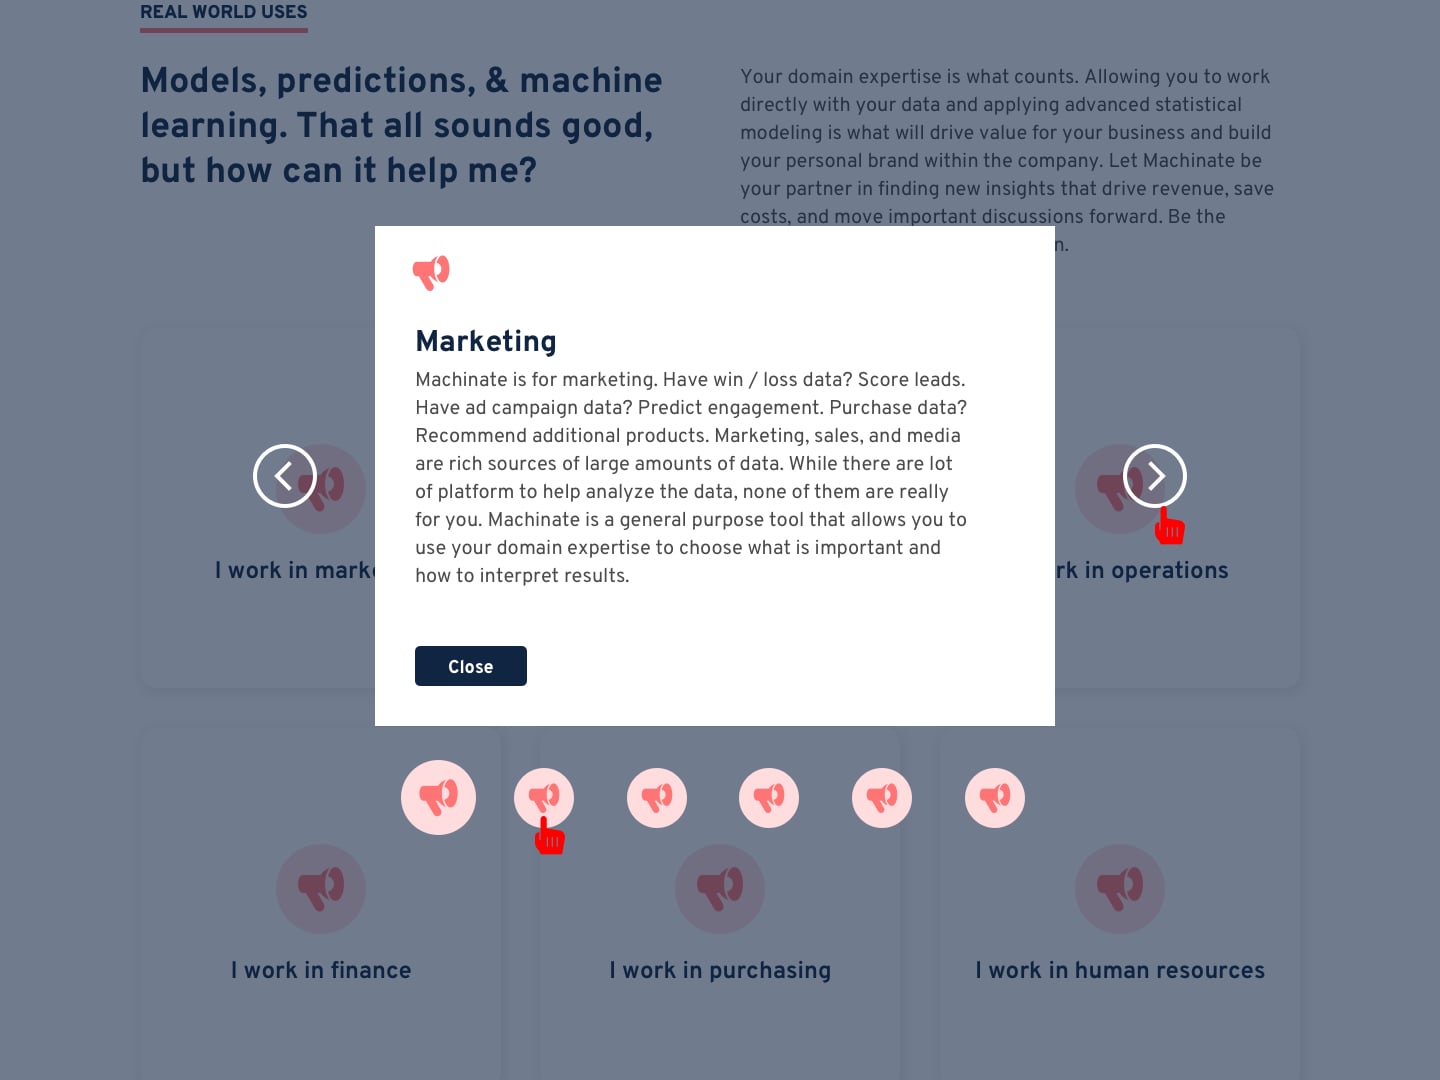 REAL WORLD USES
Models, predictions, & machine
learning. That all sounds good,
but how can it help me?
Your domain expertise is what counts. Allowing you to work
directly with your data and applying advanced statistical
modeling is what will drive value for your business and build
your personal brand within the company. Let Machinate be
your partner in finding new insights that drive revenue, save
costs, and move important discussions forward. Be the
n.
Marketing
Machinate is for marketing. Have win / loss data? Score leads.
Have ad campaign data? Predict engagement. Purchase data?
Recommend additional products. Marketing, sales, and media
are rich sources of large amounts of data. While there are lot
of platform to help analyze the data, none of them are really
for you. Machinate is a general purpose tool that allows you to
use your domain expertise to choose what is important and
how to interpret results.
Close
I work in marke
rk in operations
I work in finance
I work in purchasing
I work in human resources